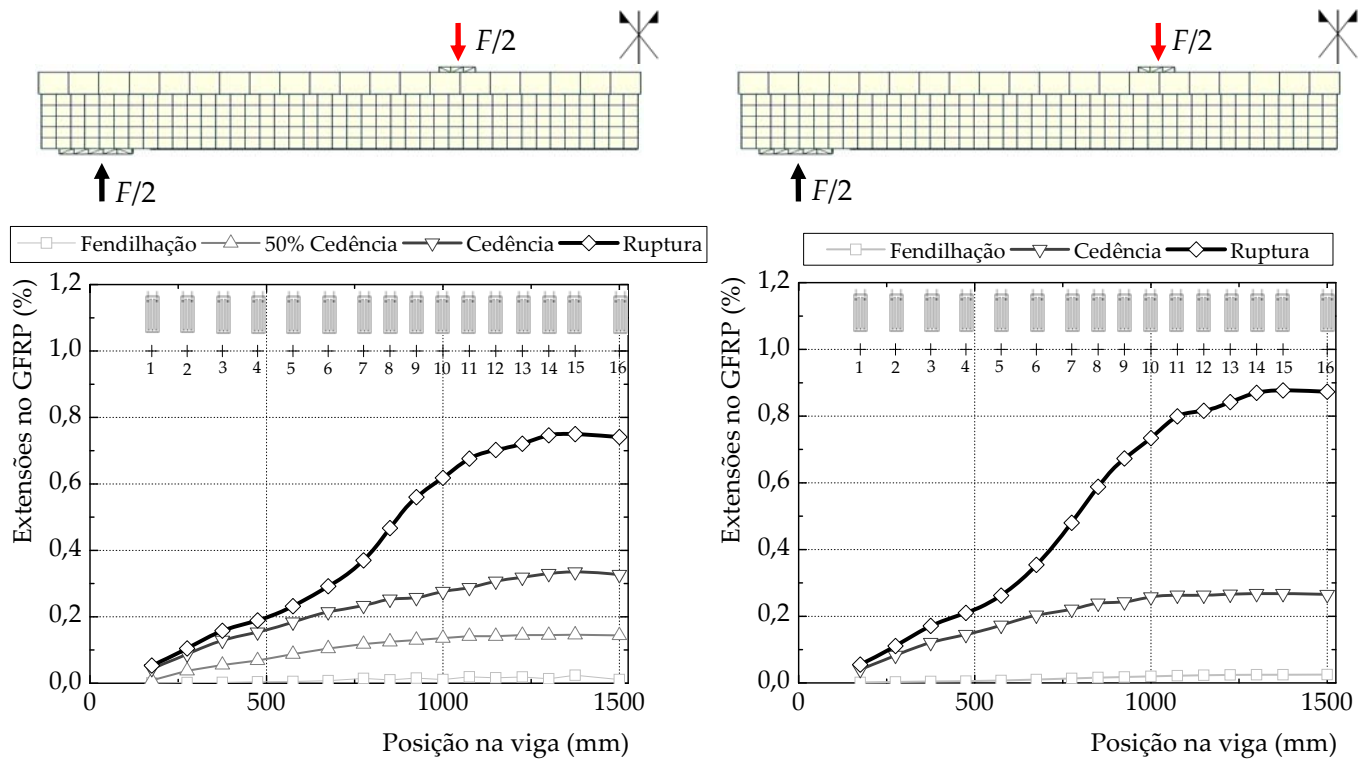 F/2
F/2
Fendilhação 50% Cedência Cedência Ruptura
Extensões no GFRP (%)
1,2
1,0
0,8
0,6
0,4
0,2
0,0
1 2 3 4 5 6 7 8 9 10 11 12 13 14 15 16
0 500 1000 1500
Posição na viga (mm)
F/2
F/2
Fendilhação Cedência Ruptura
Extensões no GFRP (%)
1,2
1,0
0,8
0,6
0,4
0,2
0,0
1 2 3 4 5 6 7 8 9 10 11 12 13 14 15 16
0 500 1000 1500
Posição na viga (mm)